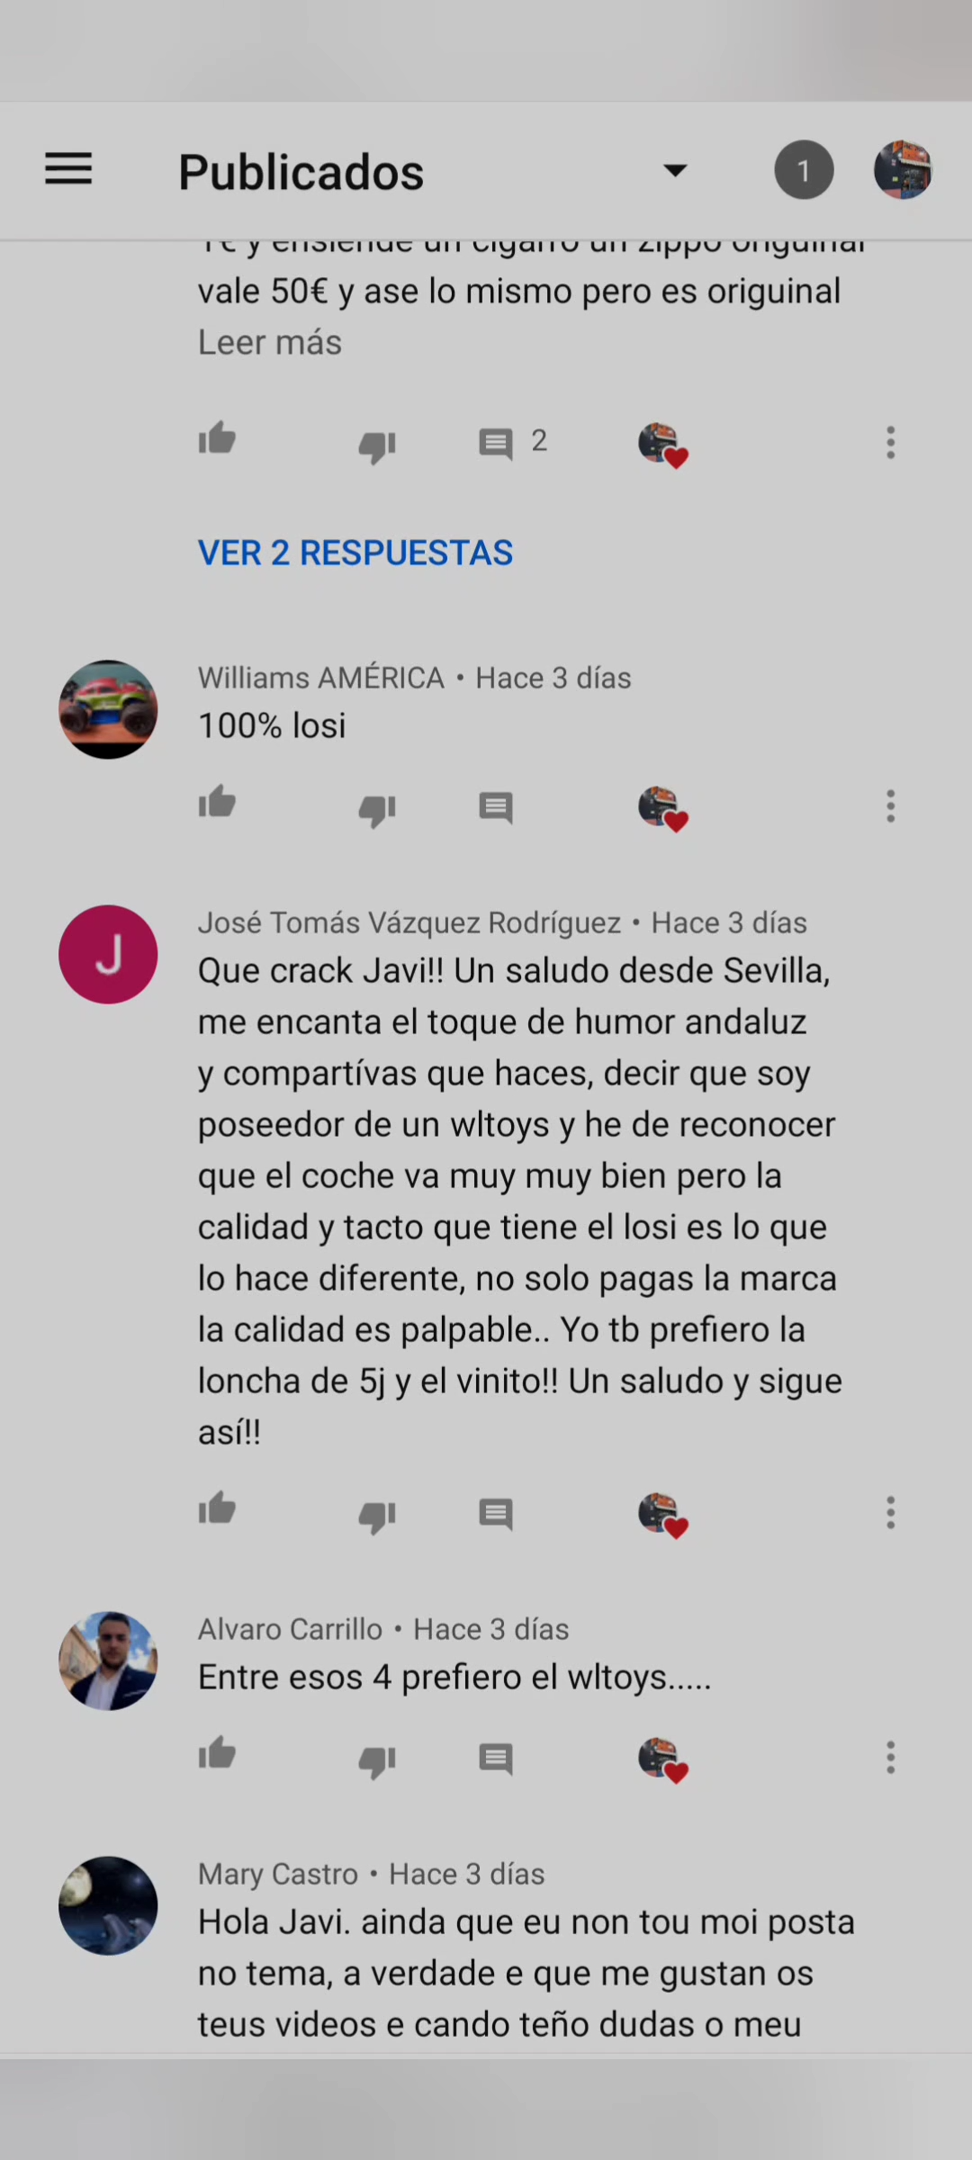 Publicados
1
1€ y ensiende un cigarro un zippo originual
vale 50€ y ase lo mismo pero es originual
Leer más
2
VER 2 RESPUESTAS
Williams AMÉRICA • Hace 3 días
100% losi
José Tomás Vázquez Rodríguez • Hace 3 días
J
Que crack Javi!! Un saludo desde Sevilla,
me encanta el toque de humor andaluz
y compartívas que haces, decir que soy
poseedor de un wltoys y he de reconocer
que el coche va muy muy bien pero la
calidad y tacto que tiene el losi es lo que
lo hace diferente, no solo pagas la marca
la calidad es palpable.. Yo tb prefiero la
loncha de 5j y el vinito!! Un saludo y sigue
así!!
Alvaro Carrillo • Hace 3 días
Entre esos 4 prefiero el wltoys.....
Mary Castro • Hace 3 días
Hola Javi. ainda que eu non tou moi posta
no tema, a verdade e que me gustan os
teus videos e cando teño dudas o meu